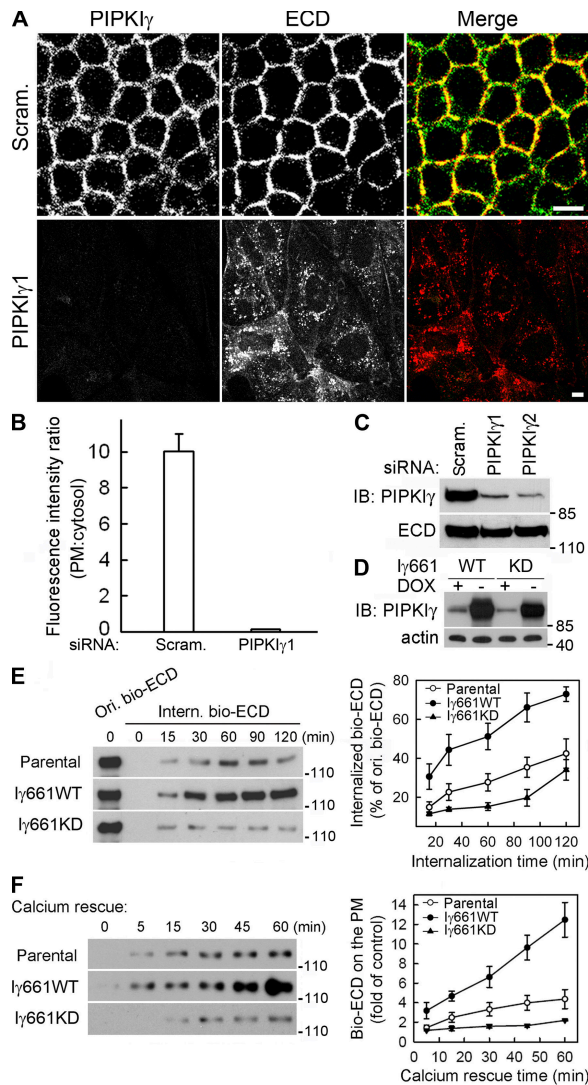 A PIPKIγ ECD Merge
Scram.
PIPKIγ1
B
Fluorescence intensity ratio
(PM:cytosol)
10
8
6
4
2
0
siRNA: Scram. PIPKIγ1
C
siRNA: Scram. PIPKIγ1 PIPKIγ2
IB: PIPKIγ
-85
ECD
-110
D Iγ661 WT KD
DOX + - + -
IB: PIPKIγ
-85
actin
-40
E
Ori. bio-ECD Intern. bio-ECD
0 15 30 60 90 120 (min)
Parental
-110
Iγ661WT
-110
Iγ661KD
-110
Internalized bio-ECD
(% of ori. bio-ECD)
80
60
40
20
Parental
Iγ661WT
Iγ661KD
20 40 60 80 100 120
Internalization time (min)
F
Calcium rescue:
0 5 15 30 45 60 (min)
Parental
-110
Iγ661WT
-110
Iγ661KD
-110
Bio-ECD on the PM
(fold of control)
14
12
10
8
6
4
2
0
Parental
Iγ661WT
Iγ661KD
0 10 20 30 40 50 60
Calcium rescue time (min)